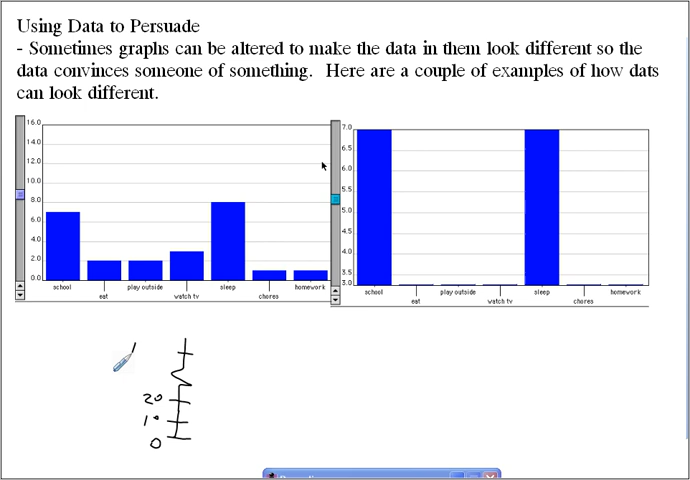 Using Data to Persuade
- Sometimes graphs can be altered to make the data in them look different so the
data convinces someone of something. Here are a couple of examples of how dats
can look different.
16.0
14.0
12.0
10.0
8.0
6.0
4.0
2.0
0.0
school
eat
play outside
watch tv
sleep
chores
homework
7.0
6.5
6.0
5.5
5.0
4.5
4.0
3.5
3.3
school
eat
play outside
watch tv
sleep
chores
homework
20
10
0